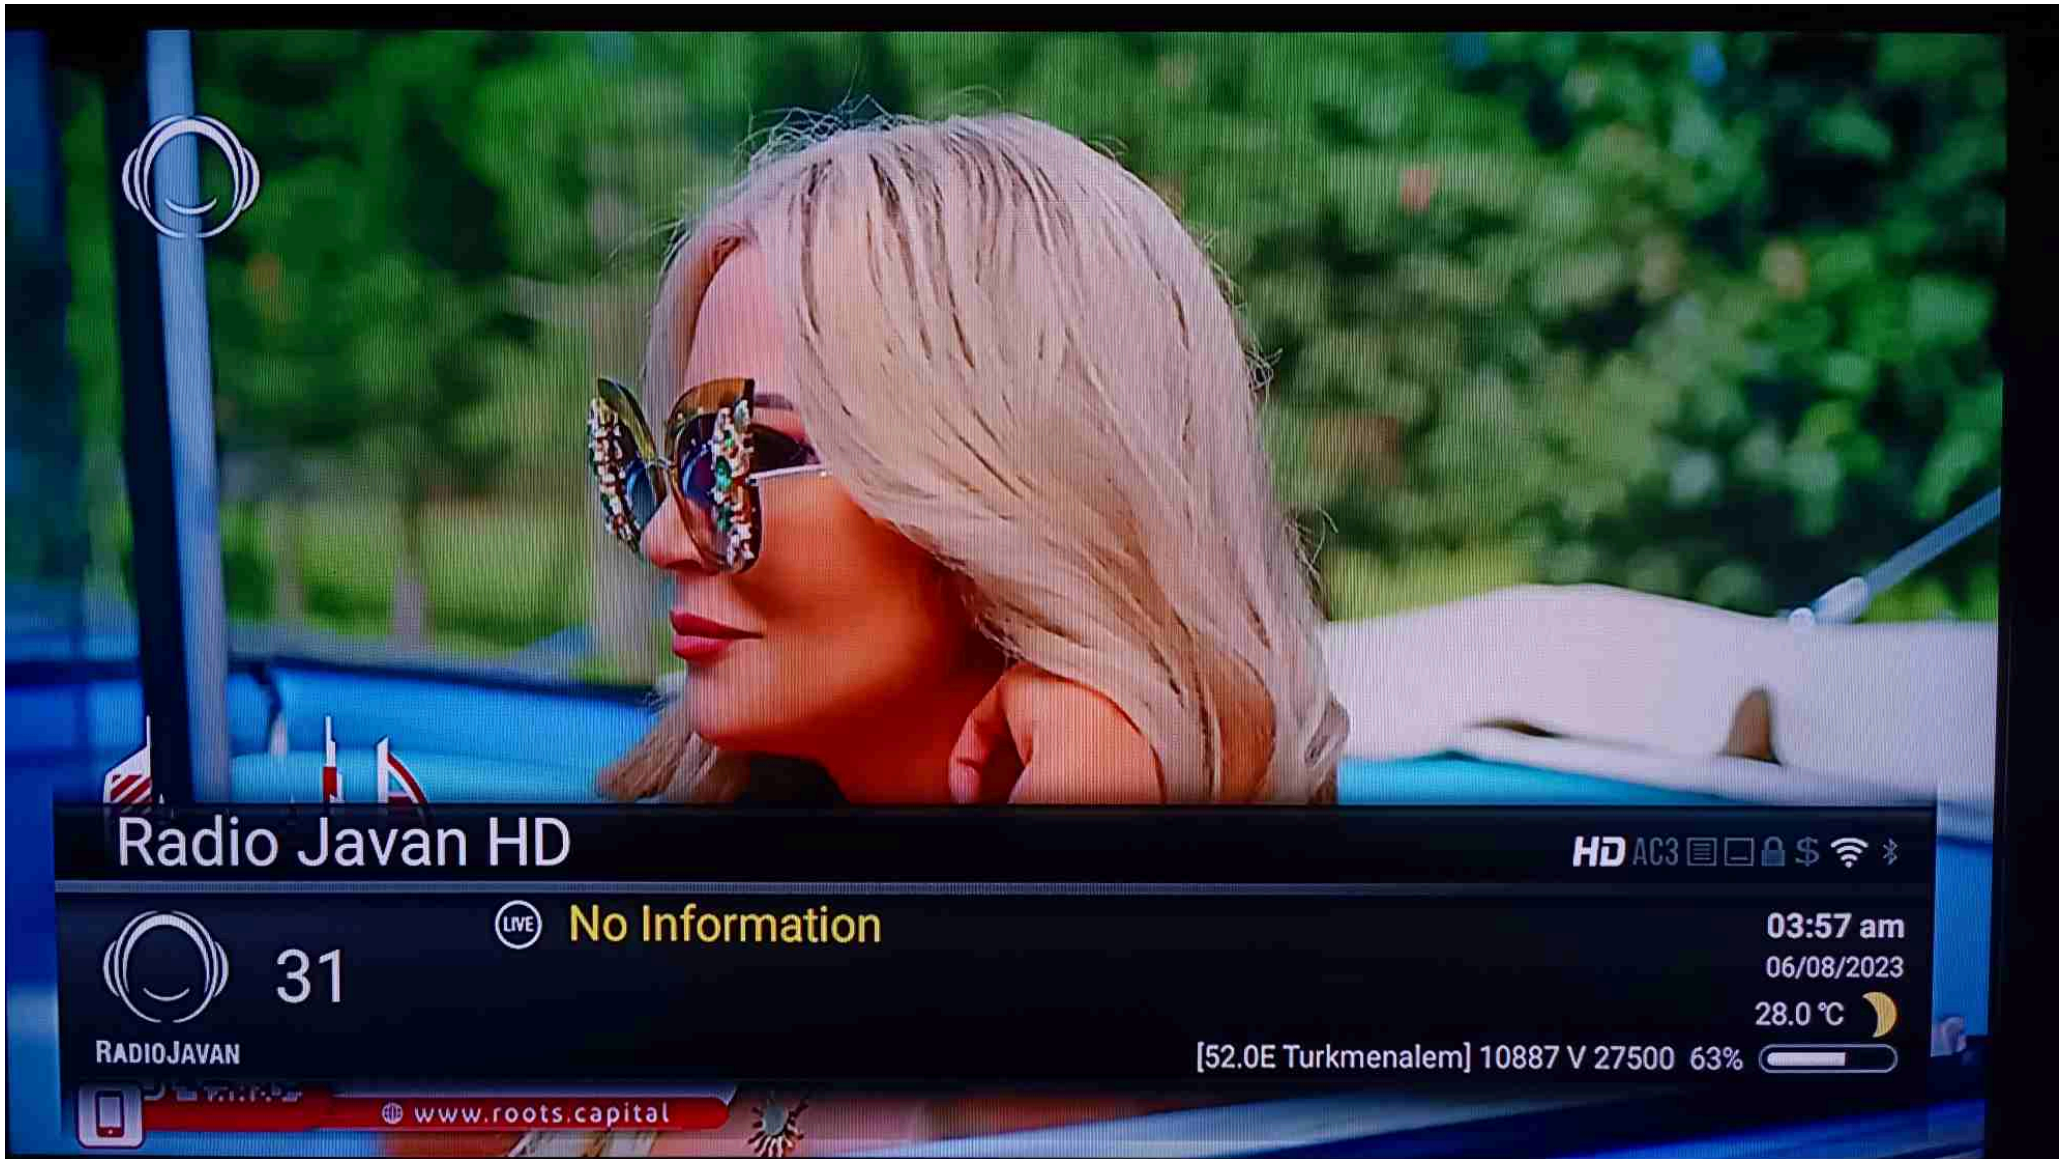 Radio Javan HD
HD AC3 $
LIVE No Information
03:57 am
31
06/08/2023
28.0 °C
RADIOJAVAN
[52.0E Turkmenalem] 10887 V 27500 63%
www.roots.capital